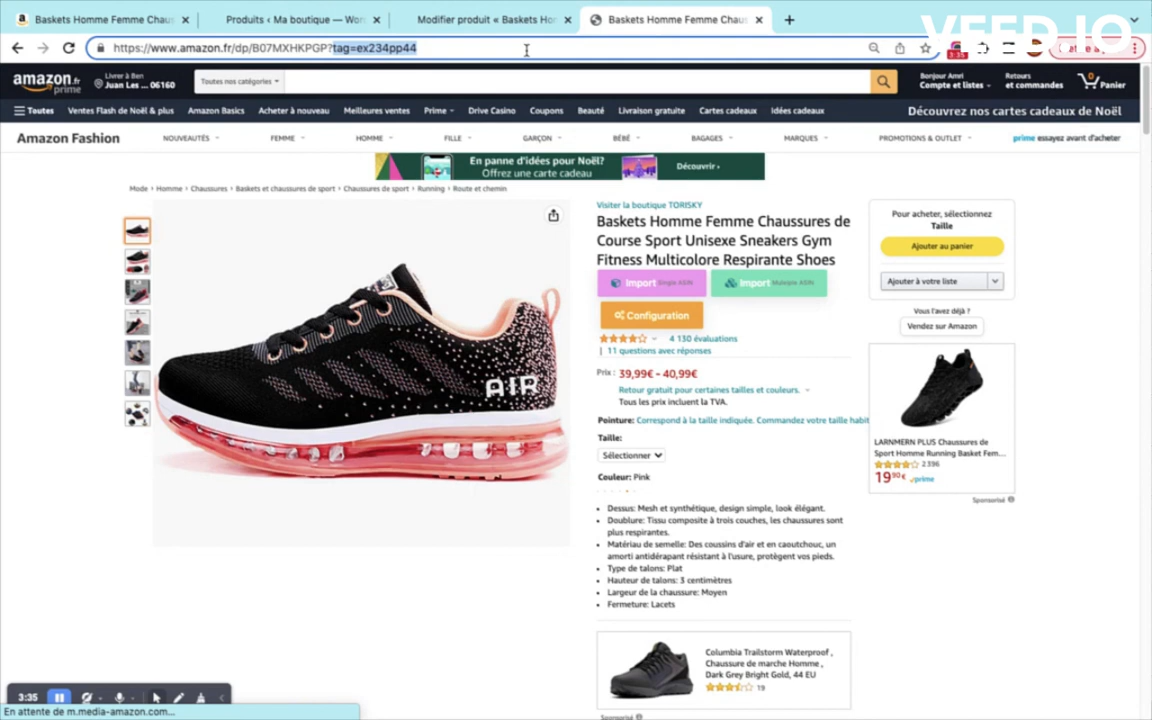 Baskets Homme Femme Chaus
Produits ‹ Ma boutique — Wor
Modifier produit « Baskets Ho
Baskets Homme Femme Chaus
VEED.IO
https://www.amazon.fr/dp/B07MXHKPGP?tag=ex234pp44
3:35
amazon.fr
prime
Livrer à Ben
Juan Les ... 06160
Toutes nos catégories
Bonjour Amri
Compte et listes
Retours
et commandes
0
Panier
Toutes
Ventes Flash de Noël & plus
Amazon Basics
Acheter à nouveau
Meilleures ventes
Prime
Drive Casino
Coupons
Beauté
Livraison gratuite
Cartes cadeaux
Idées cadeaux
Découvrez nos cartes cadeaux de Noël
Amazon Fashion
NOUVEAUTÉS
FEMME
HOMME
FILLE
GARÇON
BÉBÉ
BAGAGES
MARQUES
PROMOTIONS & OUTLET
prime essayez avant d'acheter
En panne d'idées pour Noël?
Offrez une carte cadeau
Découvrir ›
Mode › Homme › Chaussures › Baskets et chaussures de sport › Chaussures de sport › Running › Route et chemin
Visiter la boutique TORISKY
Baskets Homme Femme Chaussures de
Course Sport Unisexe Sneakers Gym
Fitness Multicolore Respirante Shoes
Import Single ASIN
Import Multiple ASIN
Configuration
4 130 évaluations
| 11 questions avec réponses
Prix : 39,99€ - 40,99€
Retour gratuit pour certaines tailles et couleurs.
Tous les prix incluent la TVA.
Pointure: Correspond à la taille indiquée. Commandez votre taille habit
Taille:
Sélectionner
Couleur: Pink
• Dessus: Mesh et synthétique, design simple, look élégant.
• Doublure: Tissu composite à trois couches, les chaussures sont
plus respirantes.
• Matériau de semelle: Des coussins d'air et en caoutchouc, un
amorti antidérapant résistant à l'usure, protègent vos pieds.
• Type de talons: Plat
• Hauteur de talons: 3 centimètres
• Largeur de la chaussure: Moyen
• Fermeture: Lacets
AIR
Columbia Trailstorm Waterproof ,
Chaussure de marche Homme ,
Dark Grey Bright Gold, 44 EU
19
Sponsorisé
Pour acheter, sélectionnez
Taille
Ajouter au panier
Ajouter à votre liste
Vous l'avez déjà ?
Vendez sur Amazon
LARNMERN PLUS Chaussures de
Sport Homme Running Basket Fem...
2 396
19,90 € prime
Sponsorisé
3:35
En attente de m.media-amazon.com...